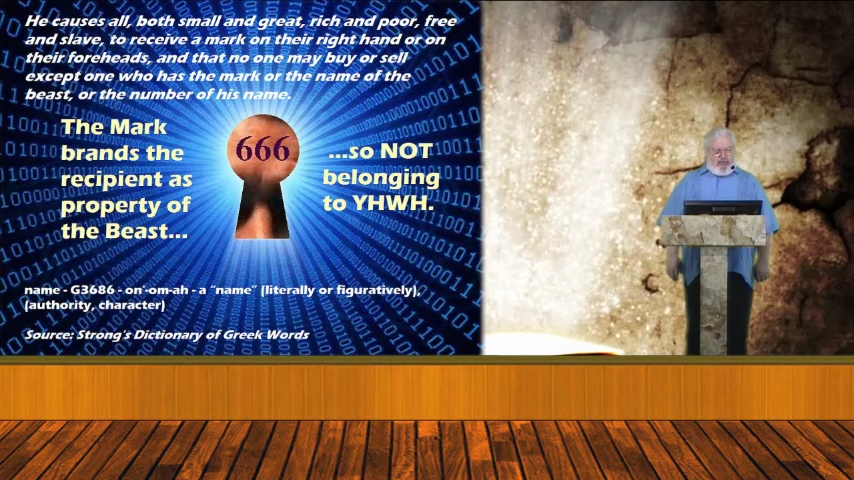 He causes all, both small and great, rich and poor, free
and slave, to receive a mark on their right hand or on
their foreheads, and that no one may buy or sell
except one who has the mark or the name of the
beast, or the number of his name.
The Mark
brands the
recipient as
property of
the Beast...
666
...so NOT
belonging
to YHWH.
name - G3686 - on'-om-ah - a “name” (literally or figuratively),
(authority, character)
Source: Strong's Dictionary of Greek Words